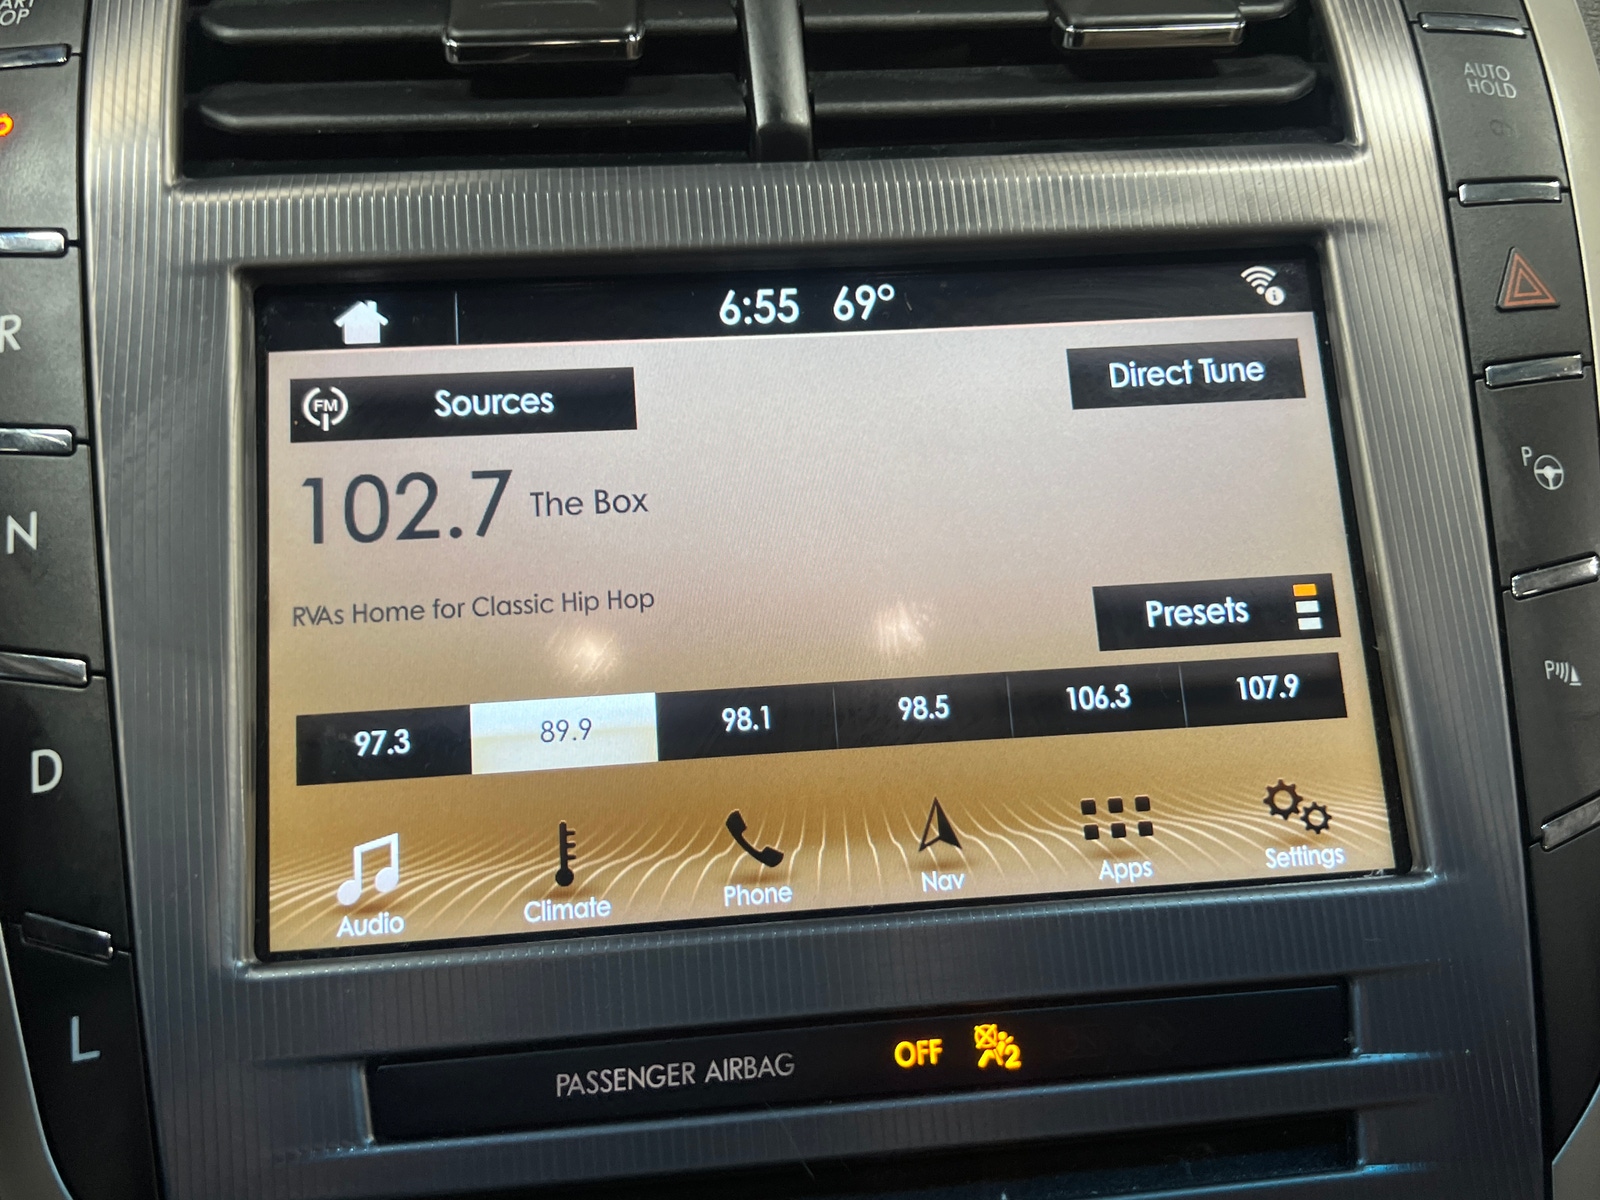 AUTO
HOLD
R
N
D
L
6:55 69°
FM
Sources
Direct Tune
102.7 The Box
RVAs Home for Classic Hip Hop
Presets
97.3 89.9 98.1 98.5 106.3 107.9
Audio Climate Phone Nav Apps Settings
P
P
PASSENGER AIRBAG OFF 2